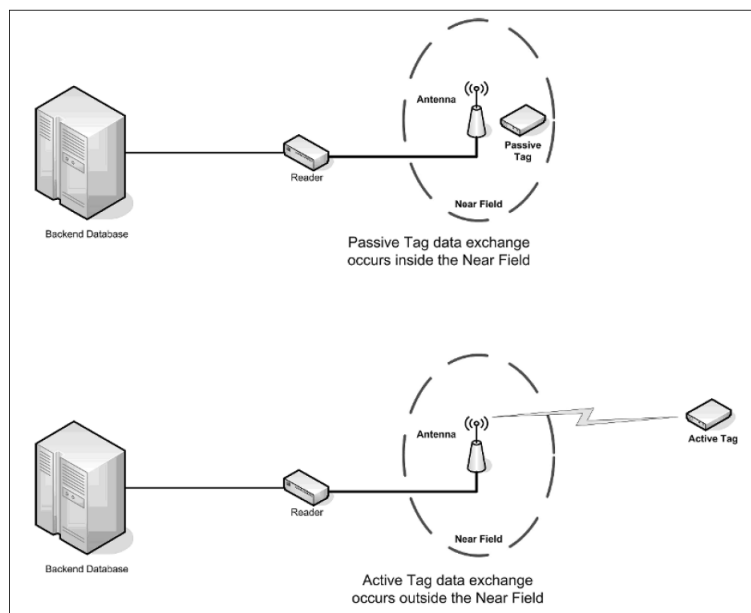 Antenna
Passive
Tag
Reader
Near Field
Backend Database
Passive Tag data exchange
occurs inside the Near Field
Antenna
Active Tag
Reader
Near Field
Backend Database
Active Tag data exchange
occurs outside the Near Field